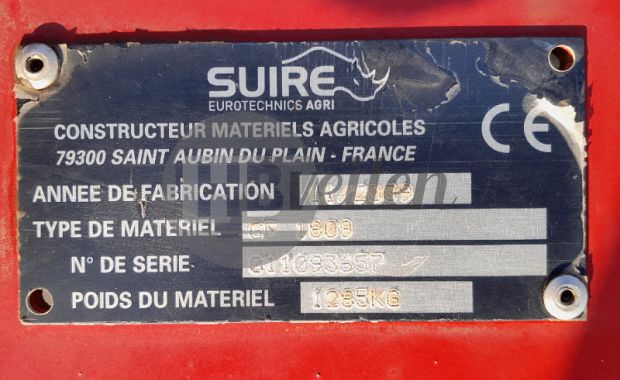 SUIRE
EUROTECHNICS AGRI
CONSTRUCTEUR MATERIELS AGRICOLES
79300 SAINT AUBIN DU PLAIN - FRANCE
CE
ANNEE DE FABRICATION
TYPE DE MATERIEL 1809
N° DE SERIE
POIDS DU MATERIEL 1285KG